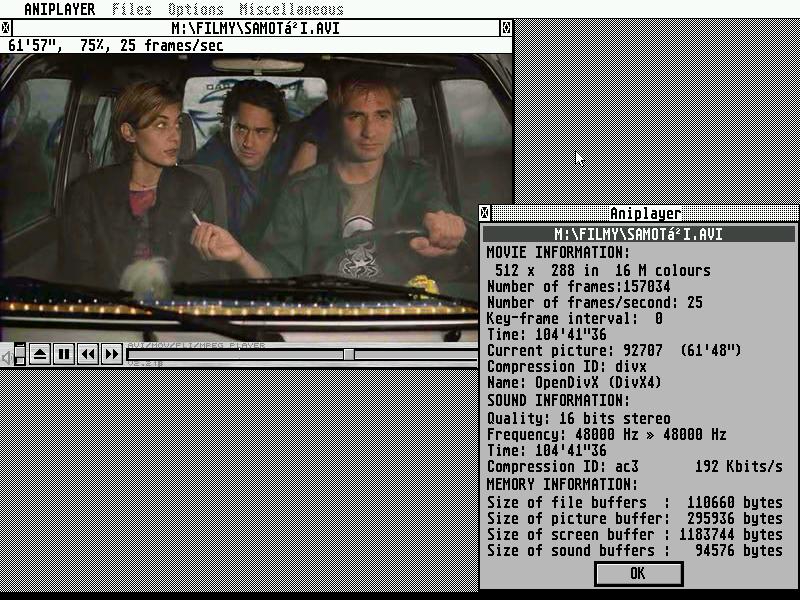 ANIPLAYER Files Options Miscellaneous
M:\FILMY\SAMOTá²I.AVI
61'57", 75%, 25 frames/sec
AVI/MOV/FLI/MPEG PLAYER
Aniplayer
M:\FILMY\SAMOTá²I.AVI
MOVIE INFORMATION:
512 x 288 in 16 M colours
Number of frames:157034
Number of frames/second: 25
Key-frame interval: 0
Time: 104'41"36
Current picture: 92707 (61'48")
Compression ID: divx
Name: OpenDivX (DivX4)
SOUND INFORMATION:
Quality: 16 bits stereo
Frequency: 48000 Hz » 48000 Hz
Time: 104'41"36
Compression ID: ac3 192 Kbits/s
MEMORY INFORMATION:
Size of file buffers : 110660 bytes
Size of picture buffer: 295936 bytes
Size of screen buffer : 1183744 bytes
Size of sound buffers : 94576 bytes
OK